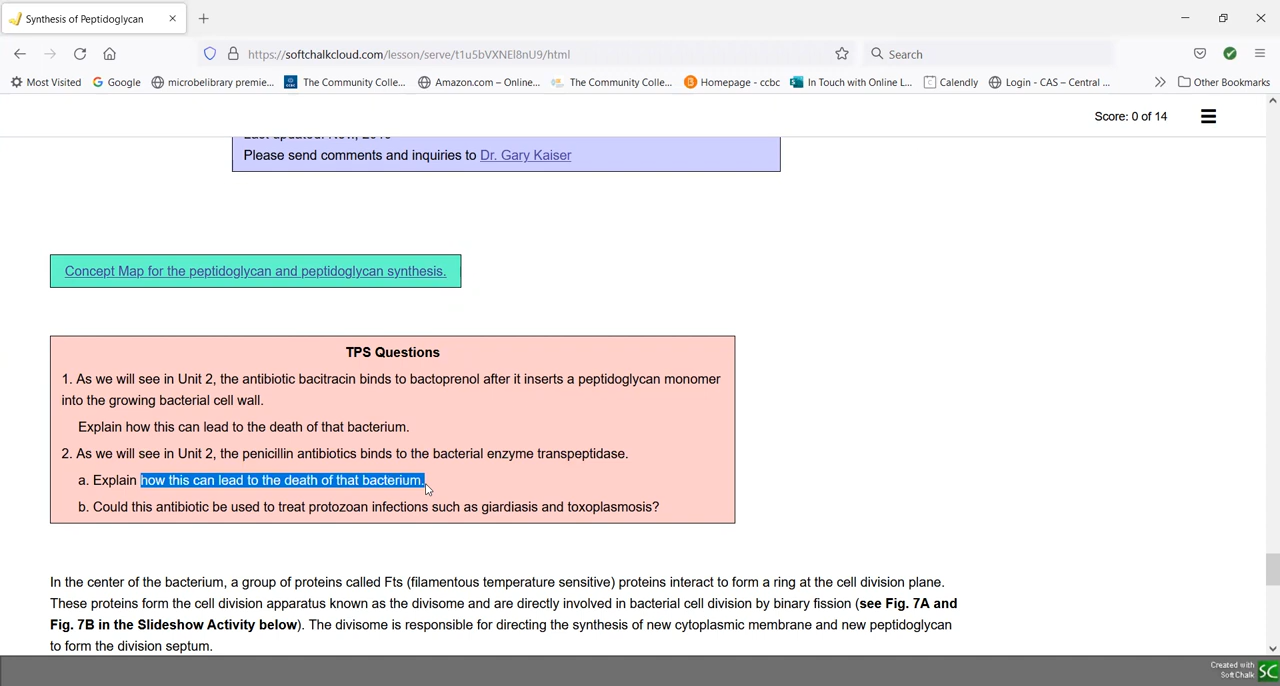 Synthesis of Peptidoglycan
https://softchalkcloud.com/lesson/serve/t1u5bVXNEl8nU9/html
Search
Most Visited
Google
microbelibrary premie...
The Community Colle...
Amazon.com – Online...
The Community Colle...
Homepage - ccbc
In Touch with Online L...
Calendly
Login - CAS – Central ...
Other Bookmarks
Score: 0 of 14
Please send comments and inquiries to Dr. Gary Kaiser
Concept Map for the peptidoglycan and peptidoglycan synthesis.
TPS Questions
1. As we will see in Unit 2, the antibiotic bacitracin binds to bactoprenol after it inserts a peptidoglycan monomer
into the growing bacterial cell wall.
Explain how this can lead to the death of that bacterium.
2. As we will see in Unit 2, the penicillin antibiotics binds to the bacterial enzyme transpeptidase.
a. Explain how this can lead to the death of that bacterium.
b. Could this antibiotic be used to treat protozoan infections such as giardiasis and toxoplasmosis?
In the center of the bacterium, a group of proteins called Fts (filamentous temperature sensitive) proteins interact to form a ring at the cell division plane.
These proteins form the cell division apparatus known as the divisome and are directly involved in bacterial cell division by binary fission (see Fig. 7A and
Fig. 7B in the Slideshow Activity below). The divisome is responsible for directing the synthesis of new cytoplasmic membrane and new peptidoglycan
to form the division septum.
Created with
SoftChalk
SC